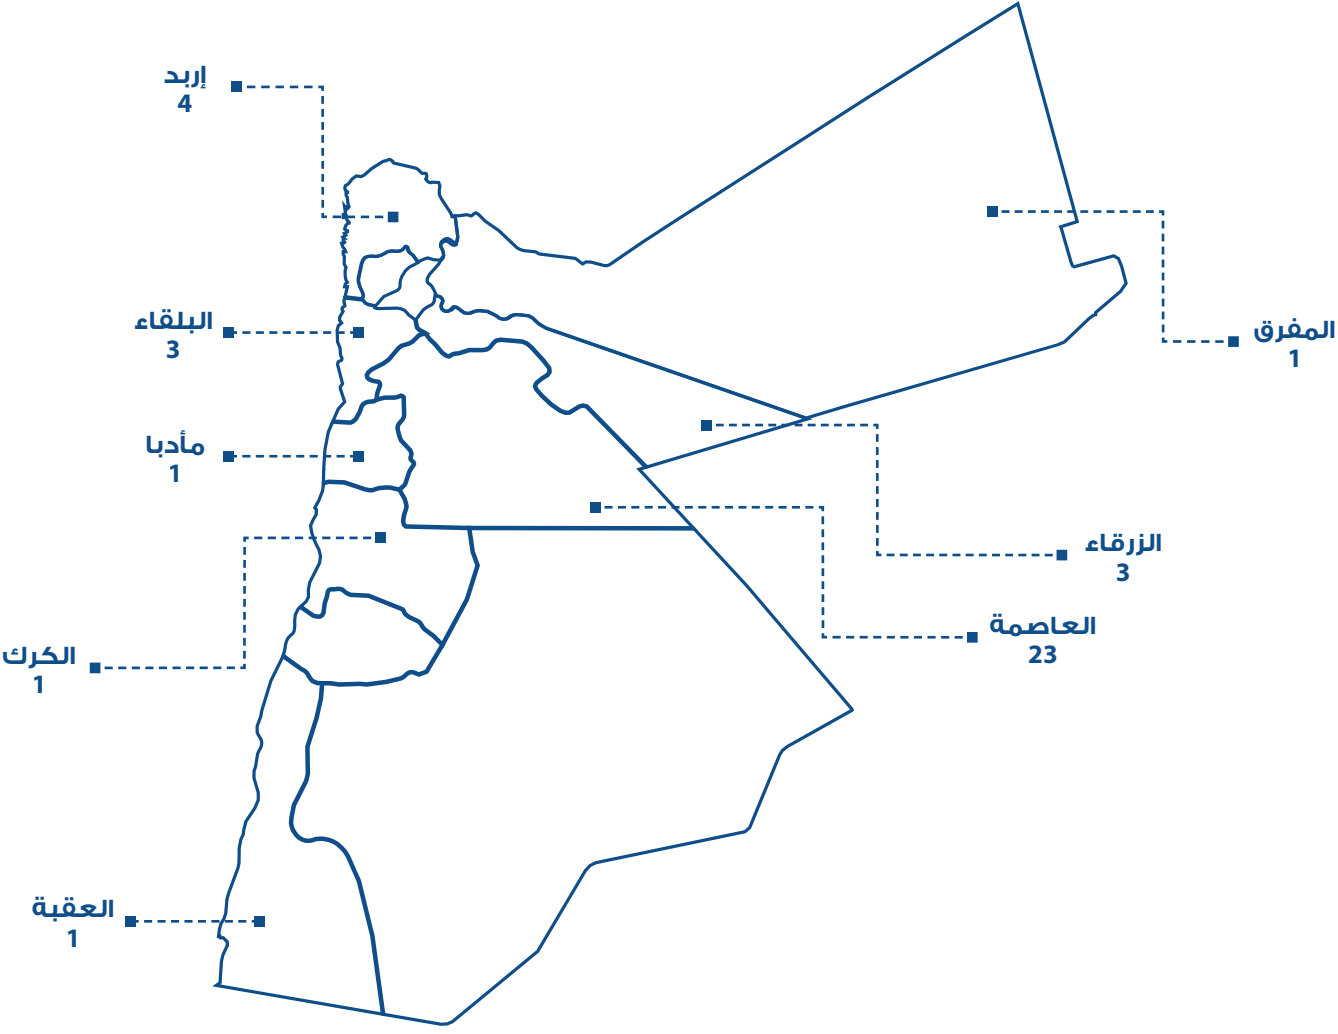 إربد
4
البلقاء
3
المفرق
1
مأدبا
1
الزرقاء
3
العاصمة
23
الكرك
1
العقبة
1